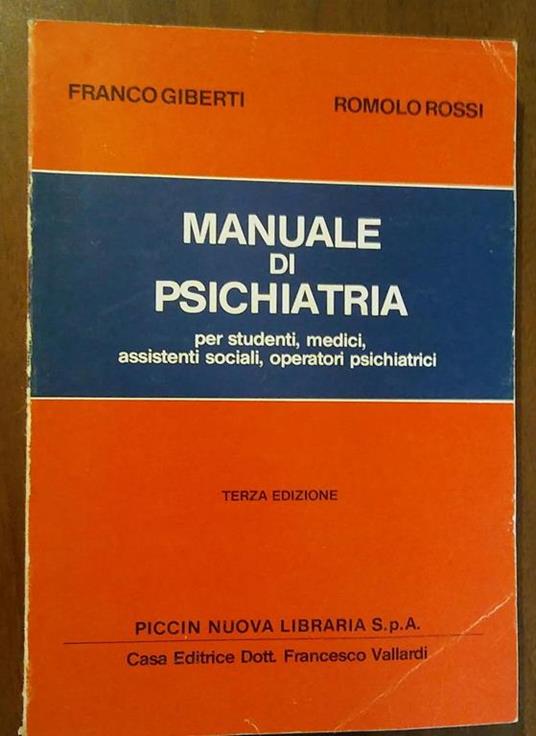 FRANCO GIBERTI ROMOLO ROSSI
MANUALE
DI
PSICHIATRIA
per studenti, medici,
assistenti sociali, operatori psichiatrici
TERZA EDIZIONE
PICCIN NUOVA LIBRARIA S.p.A.
Casa Editrice Dott. Francesco Vallardi